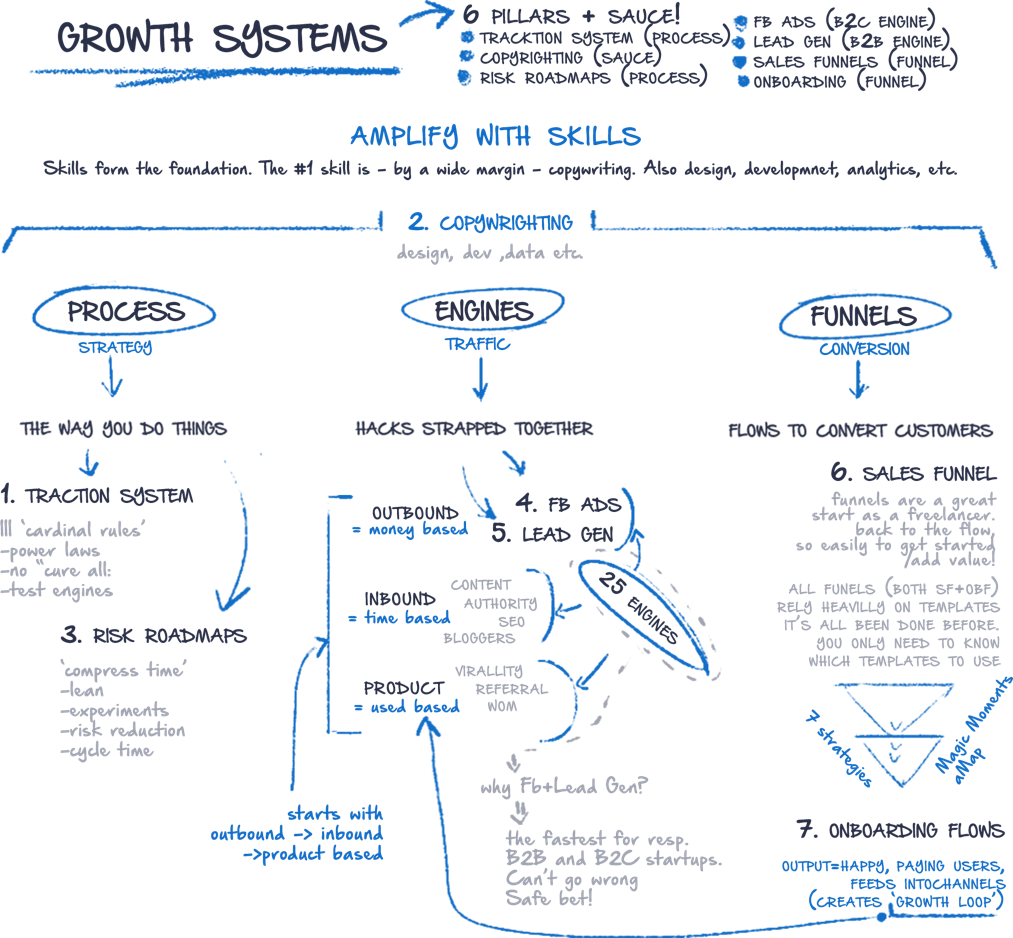 GROWTH SYSTEMS
6 PILLARS + SAUCE!
TRACKTION SYSTEM (PROCESS)
COPYRIGHTING (SAUCE)
RISK ROADMAPS (PROCESS)
FB ADS (B2C ENGINE)
LEAD GEN (B2B ENGINE)
SALES FUNNELS (FUNNEL)
ONBOARDING (FUNNEL)
AMPLIFY WITH SKILLS
Skills form the foundation. The #1 skill is - by a wide margin - copywriting. Also design, developmnet, analytics, etc.
2. COPYWRIGHTING
design, dev ,data etc.
PROCESS
STRATEGY
THE WAY YOU DO THINGS
1. TRACTION SYSTEM
III 'cardinal rules'
-power laws
-no "cure all:
-test engines
3. RISK ROADMAPS
'compress time'
-lean
-experiments
-risk reduction
-cycle time
ENGINES
TRAFFIC
HACKS STRAPPED TOGETHER
OUTBOUND
= money based
4. FB ADS
5. LEAD GEN
25 ENGINES
INBOUND
= time based
CONTENT
AUTHORITY
SEO
BLOGGERS
PRODUCT
= used based
VIRALLITY
REFERRAL
WOM
starts with
outbound -> inbound
->product based
why Fb+Lead Gen?
the fastest for resp.
B2B and B2C startups.
Can't go wrong
Safe bet!
FUNNELS
CONVERSION
FLOWS TO CONVERT CUSTOMERS
6. SALES FUNNEL
funnels are a great
start as a freelancer.
back to the flow,
so easily to get started
/add value!
ALL FUNELS (BOTH SF+OBF)
RELY HEAVILLY ON TEMPLATES
IT'S ALL BEEN DONE BEFORE.
YOU ONLY NEED TO KNOW
WHICH TEMPLATES TO USE
7 strategies
Magic Moments
aMap
7. ONBOARDING FLOWS
OUTPUT=HAPPY, PAYING USERS,
FEEDS INTOCHANNELS
(CREATES 'GROWTH LOOP')